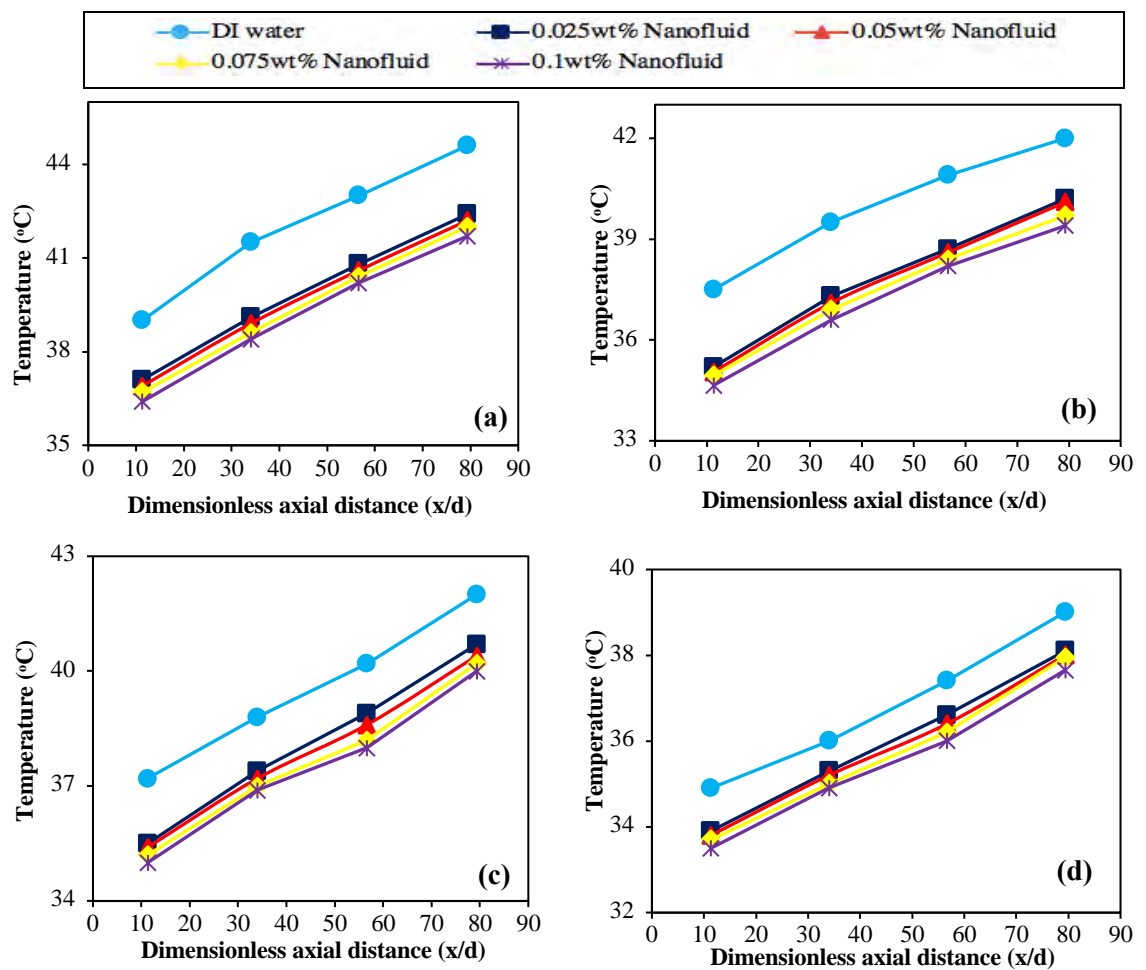 DI water 0.025wt% Nanofluid 0.05wt% Nanofluid
0.075wt% Nanofluid 0.1wt% Nanofluid
Temperature (°C)
44
41
38
35
0 10 20 30 40 50 60 70 80 90
Dimensionless axial distance (x/d)
(a)
Temperature (°C)
42
39
36
33
0 10 20 30 40 50 60 70 80 90
Dimensionless axial distance (x/d)
(b)
Temperature (°C)
43
40
37
34
0 10 20 30 40 50 60 70 80 90
Dimensionless axial distance (x/d)
(c)
Temperature (°C)
40
38
36
34
32
0 10 20 30 40 50 60 70 80 90
Dimensionless axial distance (x/d)
(d)